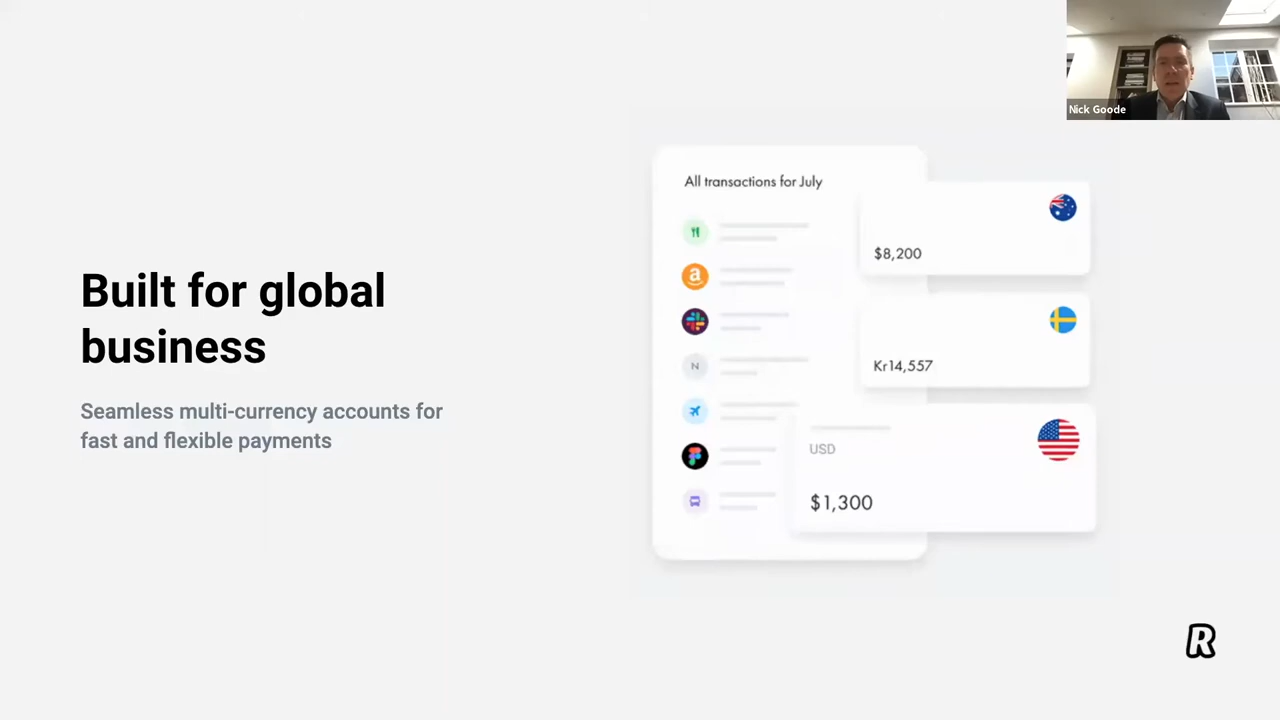 Nick Goode
All transactions for July
$8,200
Built for global
business
Kr14,557
Seamless multi-currency accounts for
fast and flexible payments
N
USD
$1,300
R